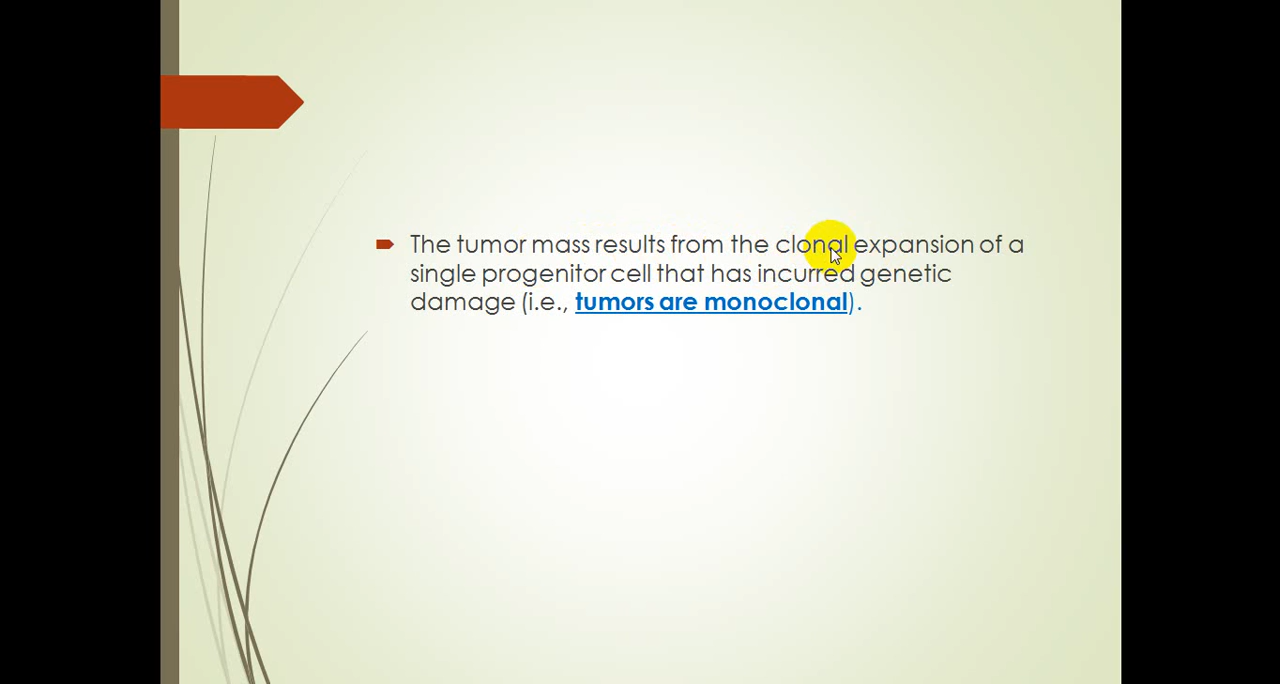 The tumor mass results from the clonal expansion of a
single progenitor cell that has incurred genetic
damage (i.e., tumors are monoclonal).